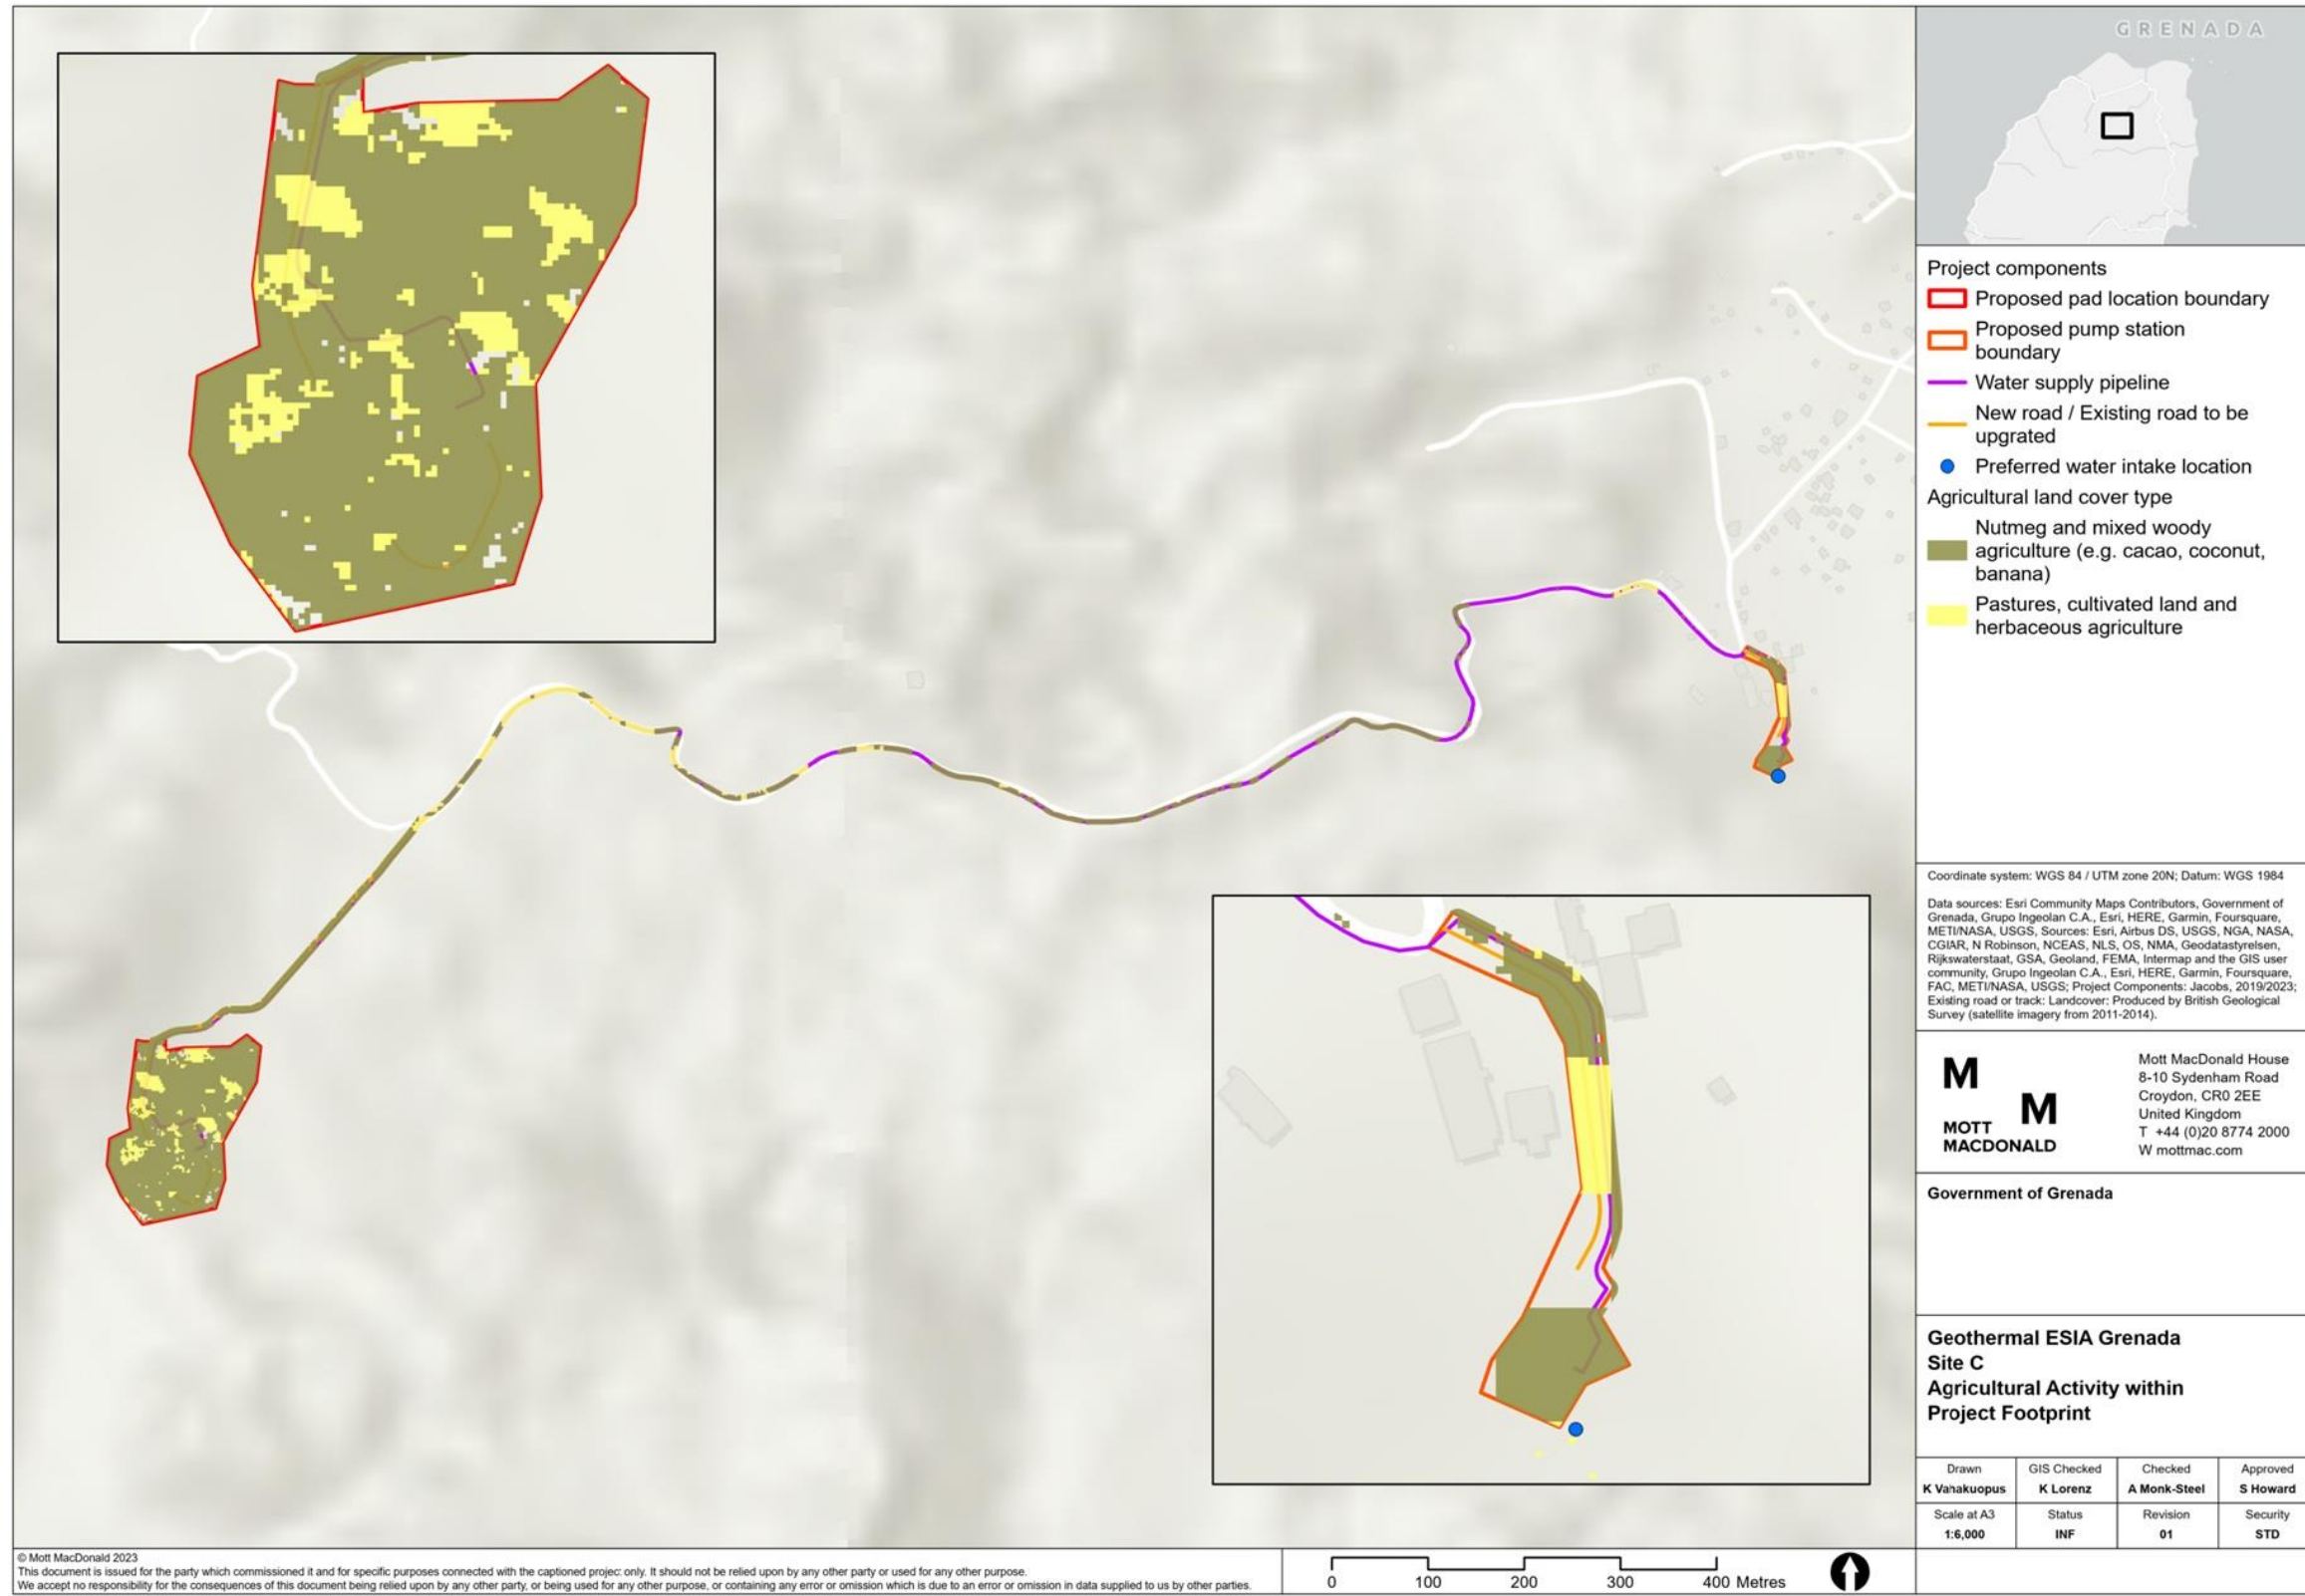 GRENADA
Project components
Proposed pad location boundary
Proposed pump station
boundary
Water supply pipeline
New road / Existing road to be
upgrated
Preferred water intake location
Agricultural land cover type
Nutmeg and mixed woody
agriculture (e.g. cacao, coconut,
banana)
Pastures, cultivated land and
herbaceous agriculture
Coordinate system: WGS 84 / UTM zone 20N; Datum: WGS 1984
Data sources: Esri Community Maps Contributors, Government of
Grenada, Grupo Ingeolan C.A., Esri, HERE, Garmin, Foursquare,
METI/NASA, USGS, Sources: Esri, Airbus DS, USGS, NGA, NASA,
CGIAR, N Robinson, NCEAS, NLS, OS, NMA, Geodatastyrelsen,
Rijkswaterstaat, GSA, Geoland, FEMA, Intermap and the GIS user
community, Grupo Ingeolan C.A., Esri, HERE, Garmin, Foursquare,
FAC, METI/NASA, USGS; Project Components: Jacobs, 2019/2023;
Existing road or track: Landcover: Produced by British Geological
Survey (satellite imagery from 2011-2014).
M
M
MOTT
MACDONALD
Mott MacDonald House
8-10 Sydenham Road
Croydon, CR0 2EE
United Kingdom
T +44 (0)20 8774 2000
W mottmac.com
Government of Grenada
Geothermal ESIA Grenada
Site C
Agricultural Activity within
Project Footprint
Drawn GIS Checked Checked Approved
K Vahakuopus K Lorenz A Monk-Steel S Howard
Scale at A3 Status Revision Security
1:6,000 INF 01 STD
© Mott MacDonald 2023
This document is issued for the party which commissioned it and for specific purposes connected with the captioned project only. It should not be relied upon by any other party or used for any other purpose.
We accept no responsibility for the consequences of this document being relied upon by any other party, or being used for any other purpose, or containing any error or omission which is due to an error or omission in data supplied to us by other parties.
0 100 200 300 400 Metres